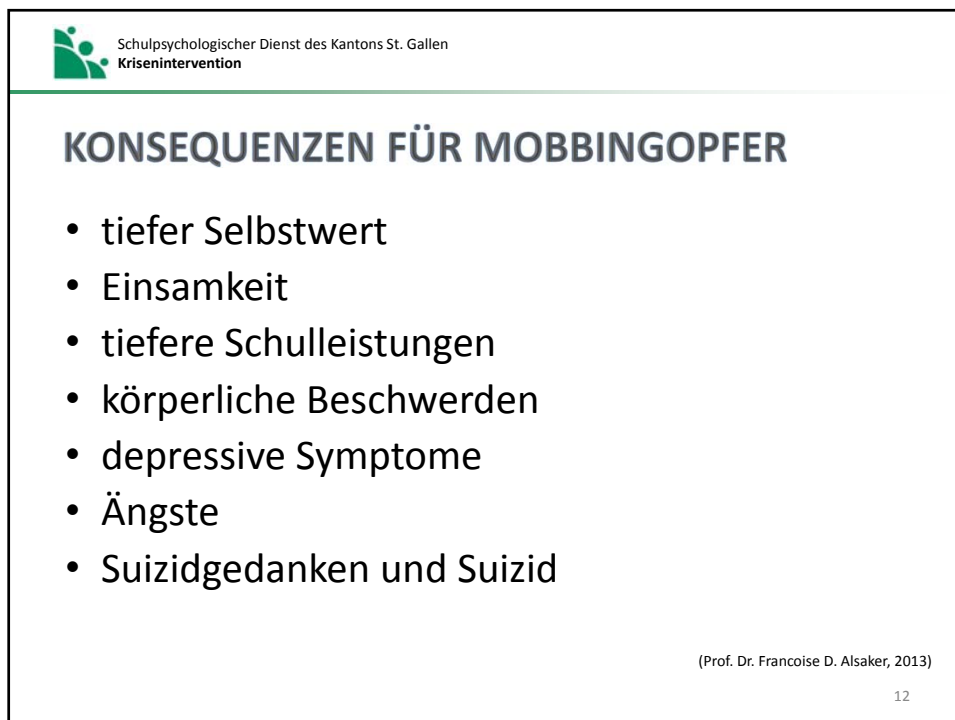 Schulpsychologischer Dienst des Kantons St. Gallen
Krisenintervention
KONSEQUENZEN FÜR MOBBINGOPFER
• tiefer Selbstwert
• Einsamkeit
• tiefere Schulleistungen
• körperliche Beschwerden
• depressive Symptome
• Ängste
• Suizidgedanken und Suizid
(Prof. Dr. Francoise D. Alsaker, 2013)
12